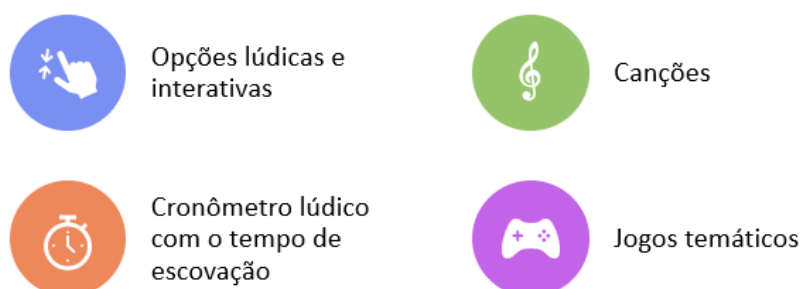 Opções lúdicas e
interativas
Canções
Cronômetro lúdico
com o tempo de
escovação
Jogos temáticos